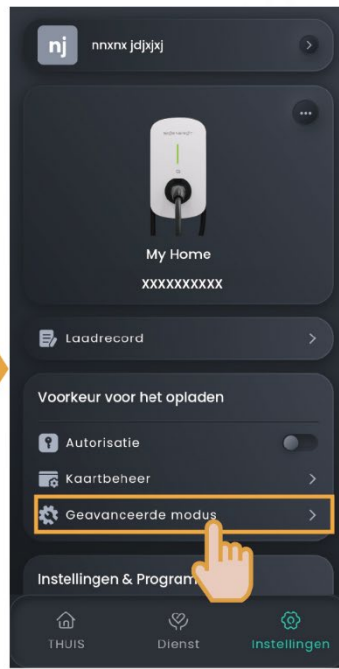 nj
nnxnx jdjxjxj
My Home
XXXXXXXXXX
Laadrecord
Voorkeur voor het opladen
Autorisatie
Kaartbeheer
Geavanceerde modus
Instellingen &
THUIS
Dienst
Instellingen